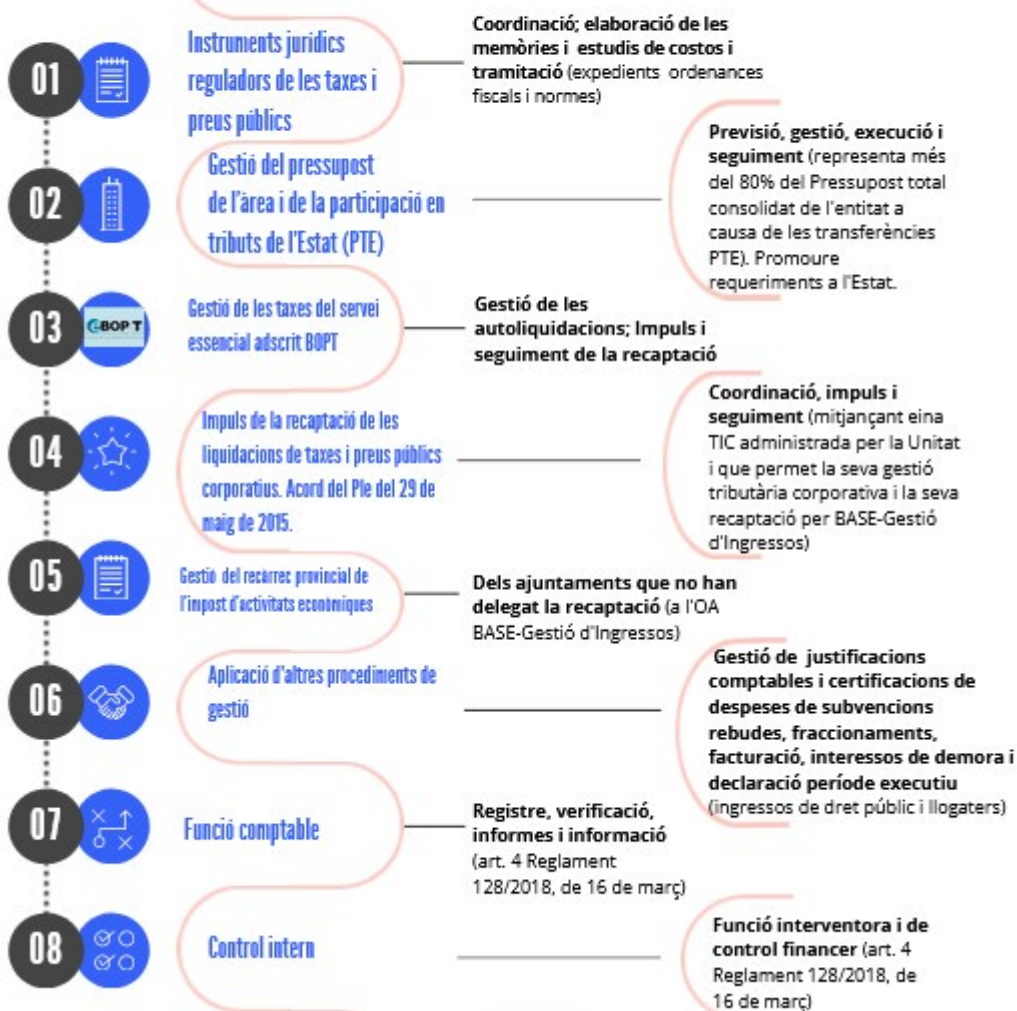 01
Instruments jurídics
reguladors de les taxes i
preus públics
Coordinació; elaboració de les
memòries i estudis de costos i
tramitació (expedients ordenances
fiscals i normes)
02
Gestió del pressupost
de l'àrea i de la participació en
tributs de l'Estat (PTE)
Previsió, gestió, execució i
seguiment (representa més
del 80% del Pressupost total
consolidat de l'entitat a
causa de les transferències
PTE). Promoure
requeriments a l'Estat.
03
eBOP T
Gestió de les taxes del servei
essencial adscrit BOPT
Gestió de les
autoliquidacions; Impuls i
seguiment de la recaptació
04
Impuls de la recaptació de les
liquidacions de taxes i preus públics
corporatius. Acord del Ple del 29 de
maig de 2015.
Coordinació, impuls i
seguiment (mitjançant eina
TIC administrada per la Unitat
i que permet la seva gestió
tributària corporativa i la seva
recaptació per BASE-Gestió
d'Ingressos)
05
Gestió del recàrrec provincial de
l'impost d'activitats econòmiques
Dels ajuntaments que no han
delegat la recaptació (a l'OA
BASE-Gestió d'Ingressos)
06
Aplicació d'altres procediments de
gestió
Gestió de justificacions
comptables i certificacions de
despeses de subvencions
rebudes, fraccionaments,
facturació, interessos de demora i
declaració període executiu
(ingressos de dret públic i llogaters)
07
Funció comptable
Registre, verificació,
informes i informació
(art. 4 Reglament
128/2018, de 16 de març)
08
Control intern
Funció interventora i de
control financer (art. 4
Reglament 128/2018, de
16 de març)